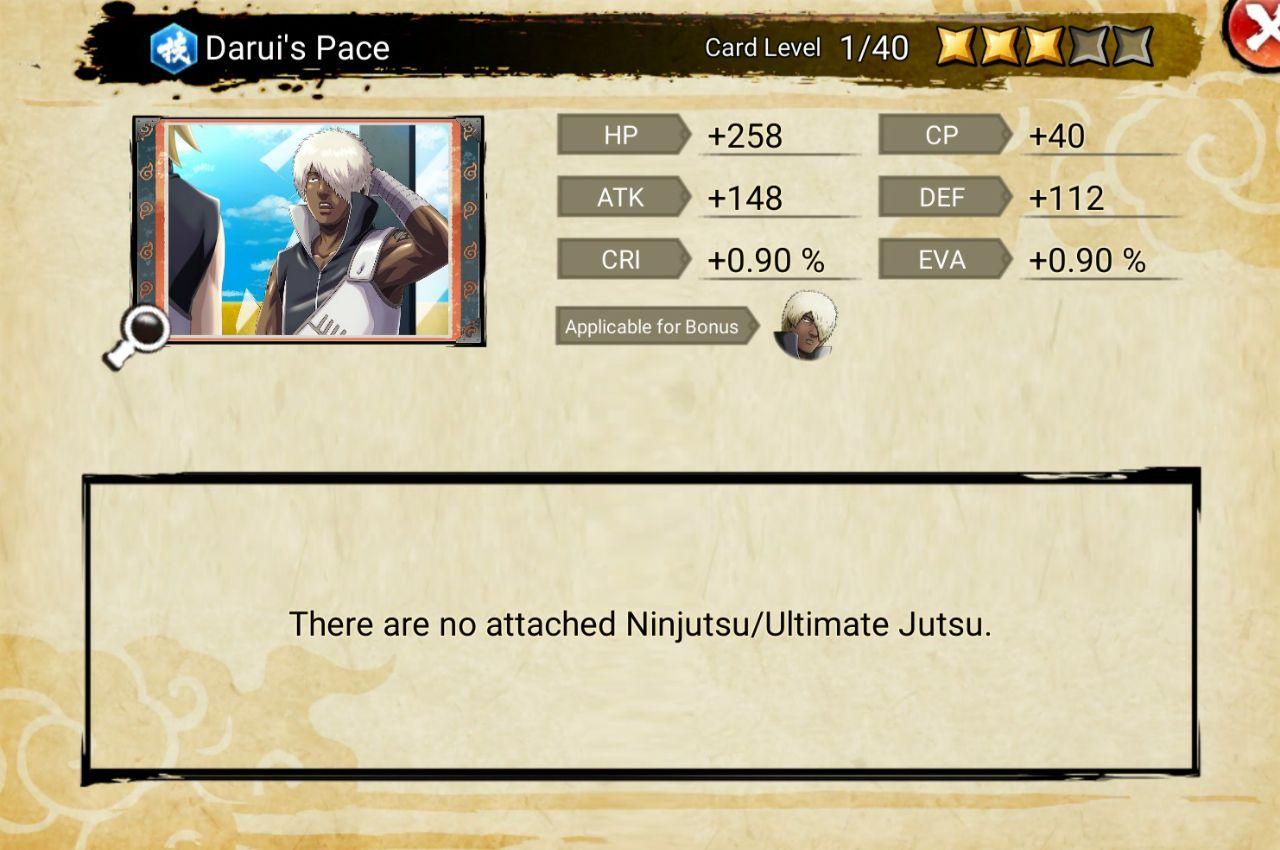 技 Darui's Pace
Card Level 1/40
HP +258 CP +40
ATK +148 DEF +112
CRI +0.90 % EVA +0.90 %
Applicable for Bonus
There are no attached Ninjutsu/Ultimate Jutsu.